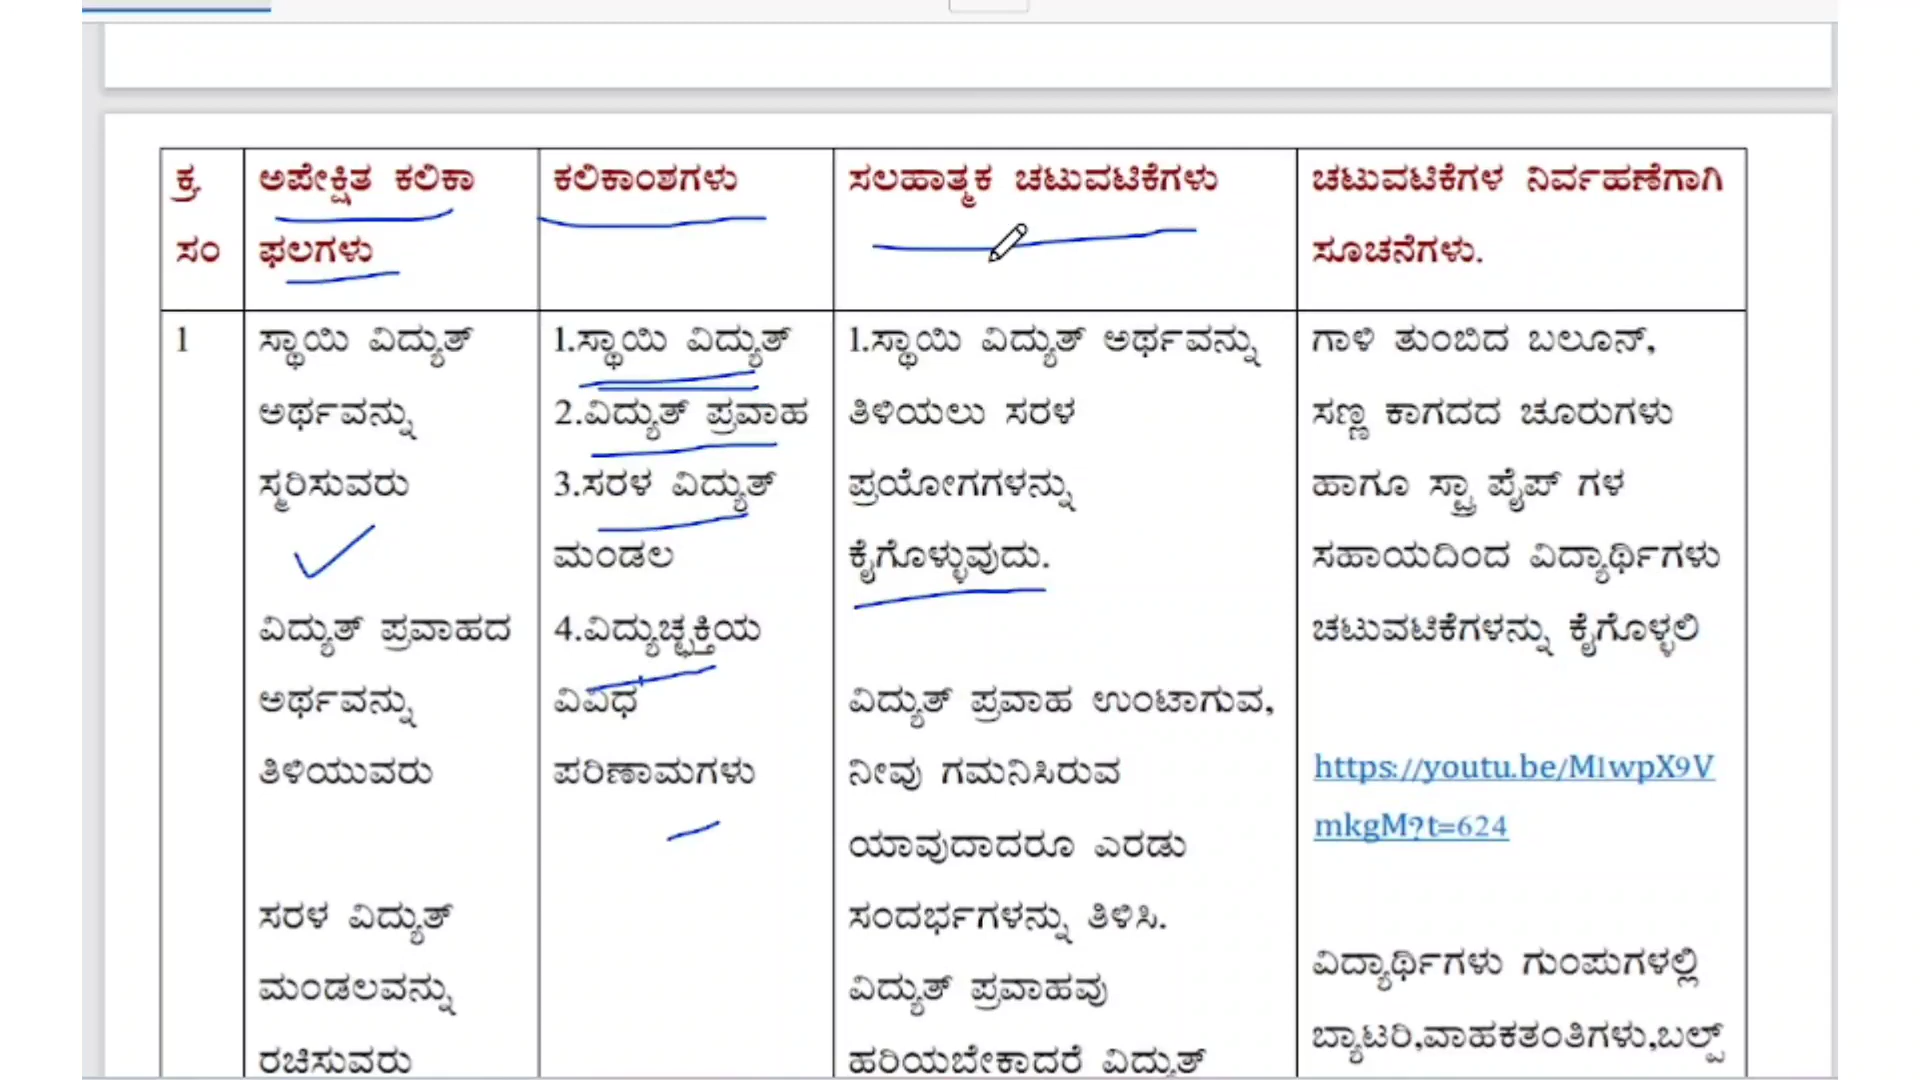 ಕ್ರ
ಸಂ
ಅಪೇಕ್ಷಿತ ಕಲಿಕಾ
ಫಲಗಳು
ಕಲಿಕಾಂಶಗಳು
ಸಲಹಾತ್ಮಕ ಚಟುವಟಿಕೆಗಳು
ಚಟುವಟಿಕೆಗಳ ನಿರ್ವಹಣೆಗಾಗಿ
ಸೂಚನೆಗಳು.
1
ಸ್ಥಾಯಿ ವಿದ್ಯುತ್
ಅರ್ಥವನ್ನು
ಸ್ಮರಿಸುವರು
ವಿದ್ಯುತ್ ಪ್ರವಾಹದ
ಅರ್ಥವನ್ನು
ತಿಳಿಯುವರು
ಸರಳ ವಿದ್ಯುತ್
ಮಂಡಲವನ್ನು
ರಚಿಸುವರು
1.ಸ್ಥಾಯಿ ವಿದ್ಯುತ್
2.ವಿದ್ಯುತ್ ಪ್ರವಾಹ
3.ಸರಳ ವಿದ್ಯುತ್
ಮಂಡಲ
4.ವಿದ್ಯುಚ್ಛಕ್ತಿಯ
ವಿವಿಧ
ಪರಿಣಾಮಗಳು
1.ಸ್ಥಾಯಿ ವಿದ್ಯುತ್ ಅರ್ಥವನ್ನು
ತಿಳಿಯಲು ಸರಳ
ಪ್ರಯೋಗಗಳನ್ನು
ಕೈಗೊಳ್ಳುವುದು.
ವಿದ್ಯುತ್ ಪ್ರವಾಹ ಉಂಟಾಗುವ,
ನೀವು ಗಮನಿಸಿರುವ
ಯಾವುದಾದರೂ ಎರಡು
ಸಂದರ್ಭಗಳನ್ನು ತಿಳಿಸಿ.
ವಿದ್ಯುತ್ ಪ್ರವಾಹವು
ಹರಿಯಬೇಕಾದರೆ ವಿದ್ಯುತ್
ಗಾಳಿ ತುಂಬಿದ ಬಲೂನ್,
ಸಣ್ಣ ಕಾಗದದ ಚೂರುಗಳು
ಹಾಗೂ ಸ್ಟ್ರಾ ಪೈಪ್ ಗಳ
ಸಹಾಯದಿಂದ ವಿದ್ಯಾರ್ಥಿಗಳು
ಚಟುವಟಿಕೆಗಳನ್ನು ಕೈಗೊಳ್ಳಲಿ
https://youtu.be/M1wpX9V
mkgM?t=624
ವಿದ್ಯಾರ್ಥಿಗಳು ಗುಂಪುಗಳಲ್ಲಿ
ಬ್ಯಾಟರಿ,ವಾಹಕತಂತಿಗಳು,ಬಲ್ಪ್